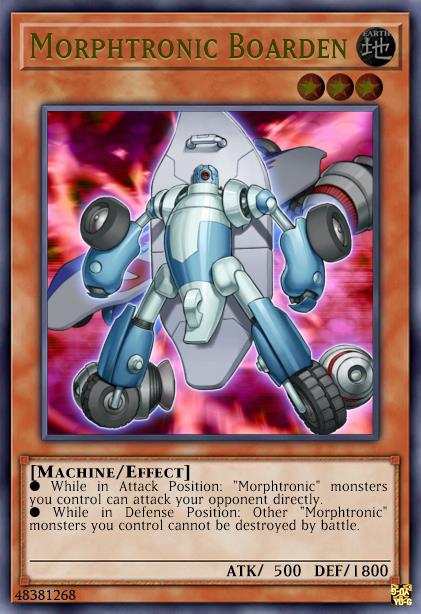 MORPHTRONIC BOARDEN
EARTH
地
[MACHINE/EFFECT]
● While in Attack Position: "Morphtronic" monsters
you control can attack your opponent directly.
● While in Defense Position: Other "Morphtronic"
monsters you control cannot be destroyed by battle.
ATK/ 500 DEF/1800
48381268